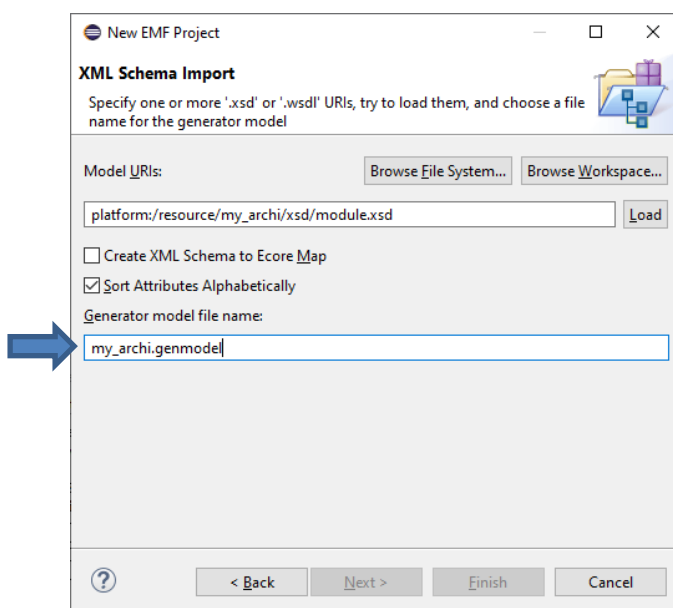 New EMF Project
XML Schema Import
Specify one or more '.xsd' or '.wsdl' URIs, try to load them, and choose a file
name for the generator model
Model URIs:
Browse File System...
Browse Workspace...
platform:/resource/my_archi/xsd/module.xsd
Load
Create XML Schema to Ecore Map
Sort Attributes Alphabetically
Generator model file name:
my_archi.genmodel
?
< Back
Next >
Finish
Cancel